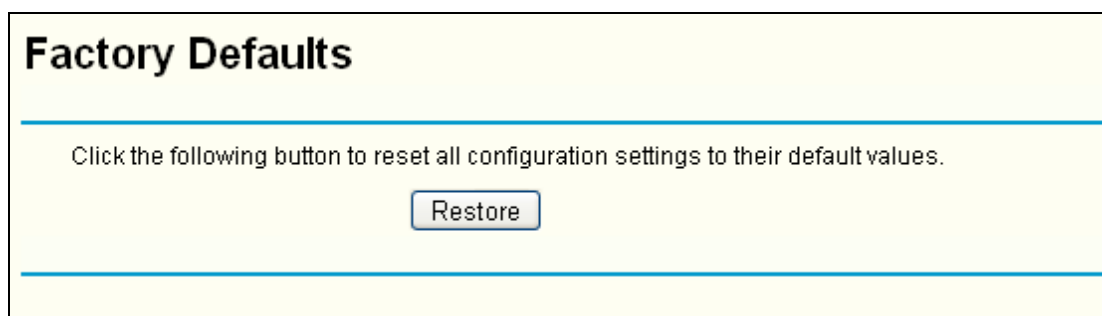 Factory Defaults
Click the following button to reset all configuration settings to their default values.
Restore